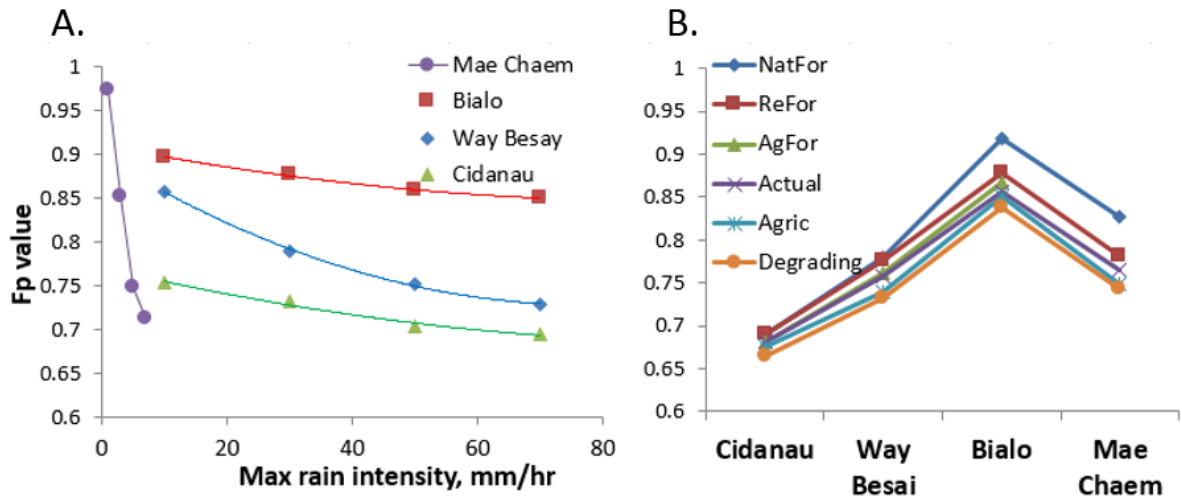 A.
1
0.95
0.9
0.85
0.8
0.75
0.7
0.65
0.6
Fp value
0
20
40
60
80
Max rain intensity, mm/hr
Mae Chaem
Bialo
Way Besay
Cidanau
B.
1
0.95
0.9
0.85
0.8
0.75
0.7
0.65
0.6
NatFor
ReFor
AgFor
Actual
Agric
Degrading
Cidanau
Way
Besai
Bialo
Mae
Chaem